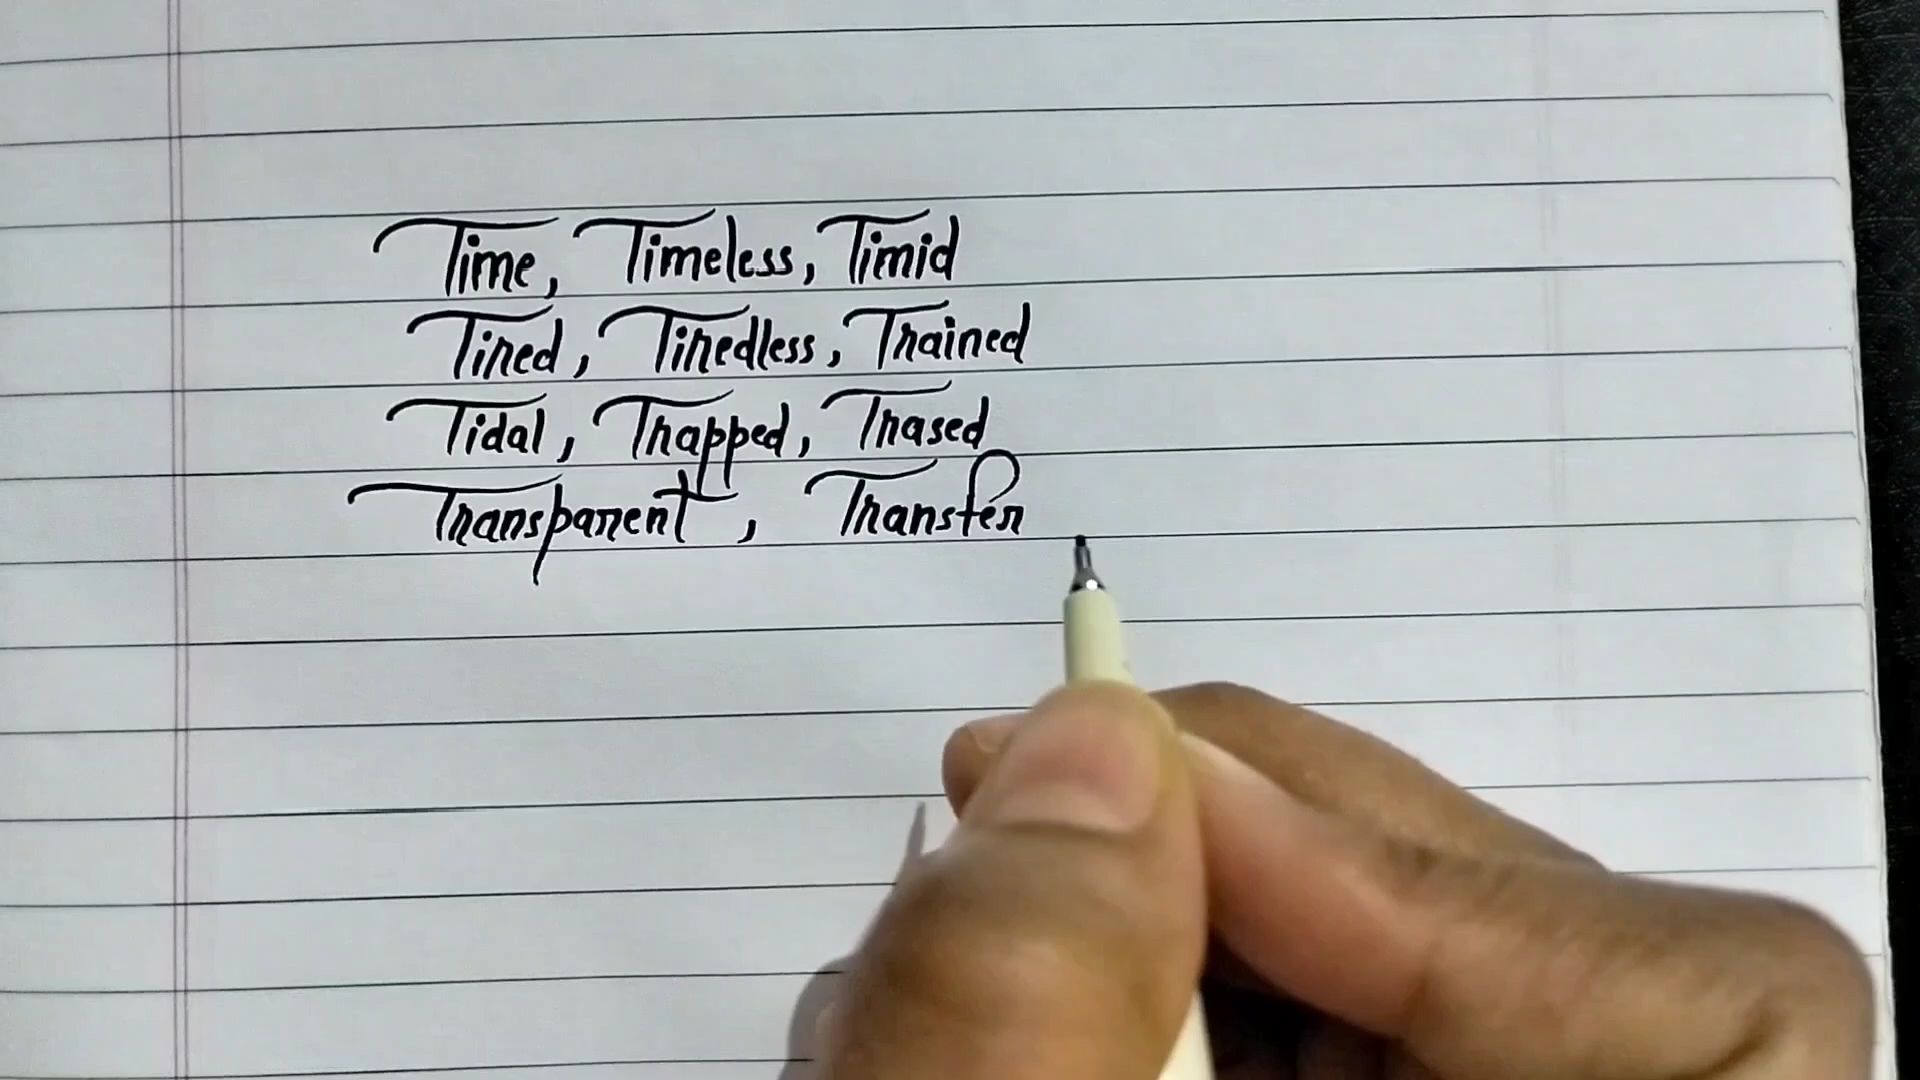 Time, Timeless, Timid
Tired, Tiredless, Trained
Tidal, Trapped, Trased
Transparent, Transfer